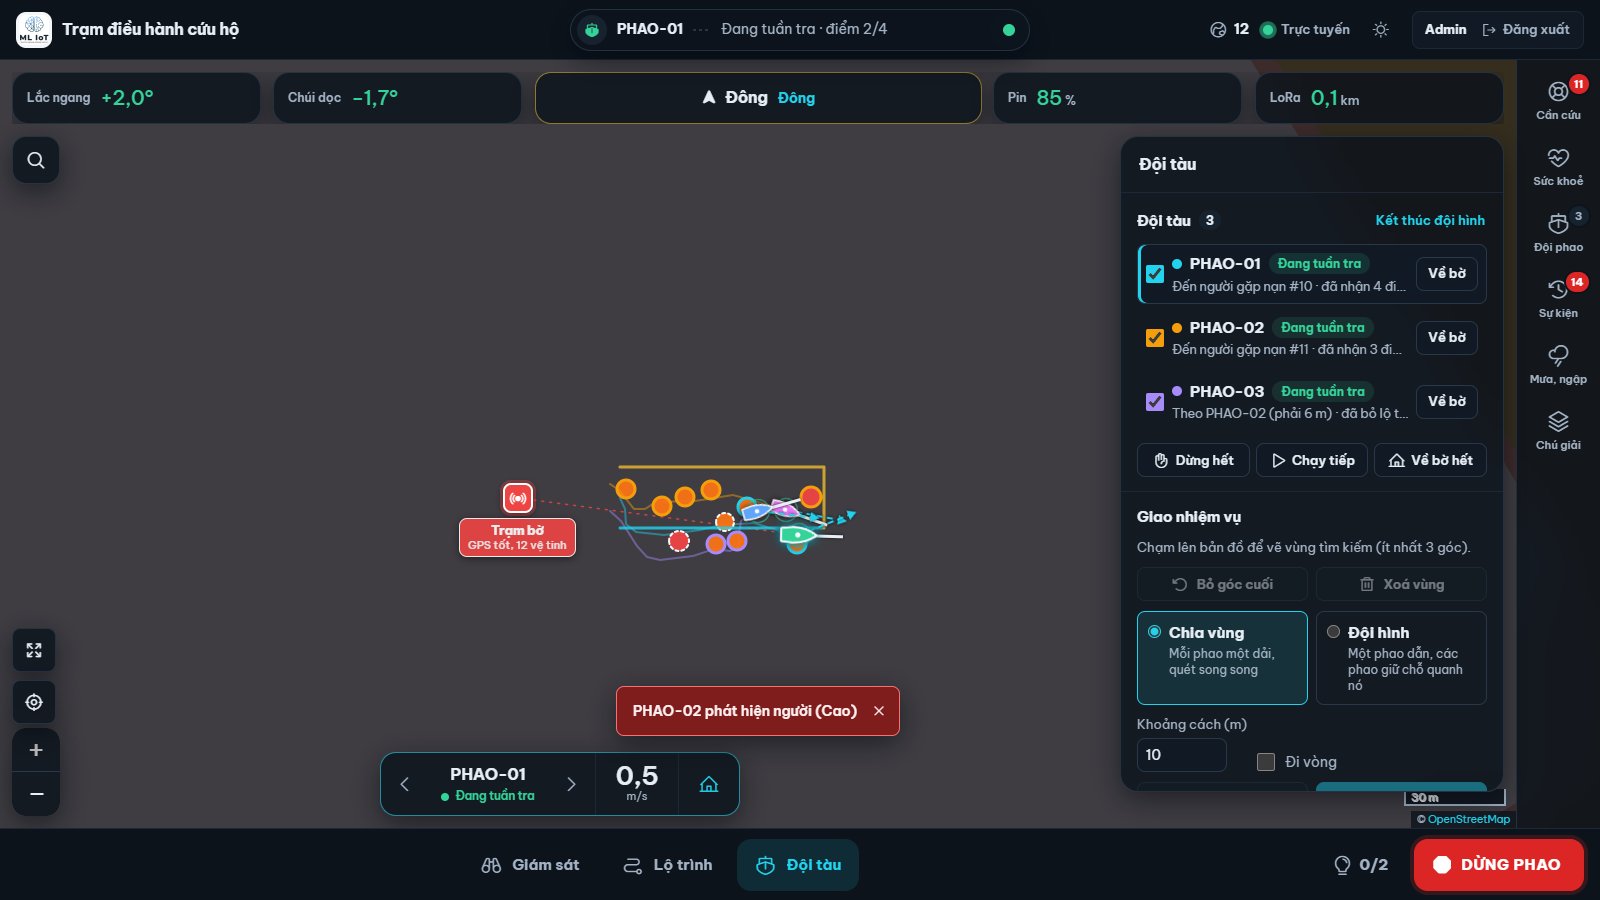 ML IoT
Trạm điều hành cứu hộ
PHAO-01 --- Đang tuần tra · điểm 2/4
12 Trực tuyến
Admin Đăng xuất
Lắc ngang +2,0°
Chúi dọc -1,7°
Đông Đông
Pin 85 %
LoRa 0,1 km
11
Cần cứu
Sức khoẻ
3
Đội phao
14
Sự kiện
Mưa, ngập
Chú giải
Đội tàu
Đội tàu 3 Kết thúc đội hình
PHAO-01 Đang tuần tra
Đến người gặp nạn #10 · đã nhận 4 đi...
Về bờ
PHAO-02 Đang tuần tra
Đến người gặp nạn #11 · đã nhận 3 đi...
Về bờ
PHAO-03 Đang tuần tra
Theo PHAO-02 (phải 6 m) · đã bỏ lộ t...
Về bờ
Dừng hết Chạy tiếp Về bờ hết
Giao nhiệm vụ
Chạm lên bản đồ để vẽ vùng tìm kiếm (ít nhất 3 góc).
Bỏ góc cuối Xoá vùng
Chia vùng
Mỗi phao một dải,
quét song song
Đội hình
Một phao dẫn, các
phao giữ chỗ quanh
nó
Khoảng cách (m)
10
Đi vòng
Trạm bờ
GPS tốt, 12 vệ tinh
PHAO-02 phát hiện người (Cao) ×
PHAO-01
Đang tuần tra
0,5
m/s
+
−
30 m
© OpenStreetMap
Giám sát Lộ trình Đội tàu
0/2
DỪNG PHAO